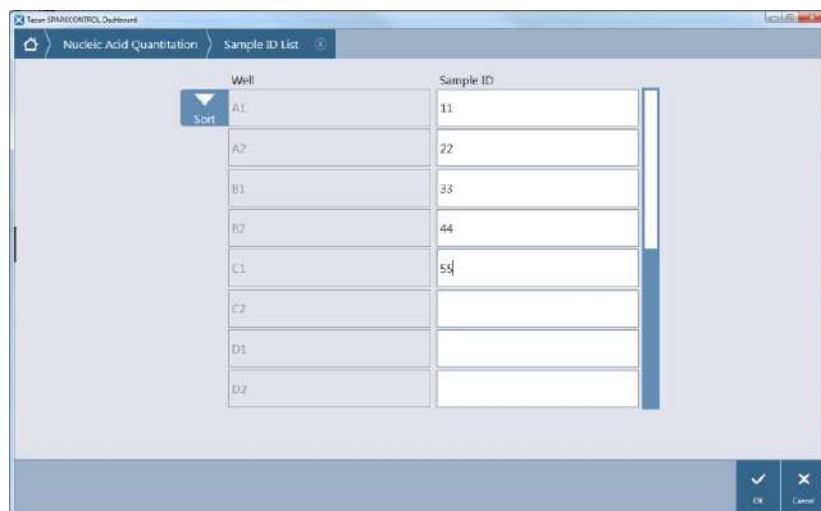 Tecan SPARKCONTROL Dashboard
Nucleic Acid Quantitation Sample ID List
Well Sample ID
Sort
A1 11
A2 22
B1 33
B2 44
C1 55
C2
D1
D2
OK Cancel